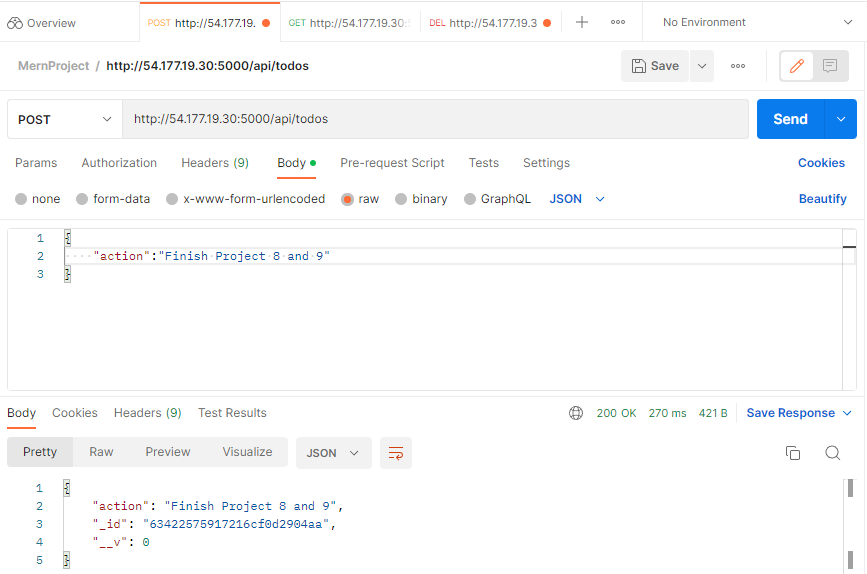 Overview POST http://54.177.19. GET http://54.177.19.30: DEL http://54.177.19.3 No Environment
MernProject / http://54.177.19.30:5000/api/todos Save
POST http://54.177.19.30:5000/api/todos Send
Params Authorization Headers (9) Body Pre-request Script Tests Settings Cookies
none form-data x-www-form-urlencoded raw binary GraphQL JSON Beautify
1 {
2 "action":"Finish Project 8 and 9"
3 }
Body Cookies Headers (9) Test Results 200 OK 270 ms 421 B Save Response
Pretty Raw Preview Visualize JSON
1 {
2 "action": "Finish Project 8 and 9",
3 "_id": "63422575917216cf0d2904aa",
4 "__v": 0
5 }